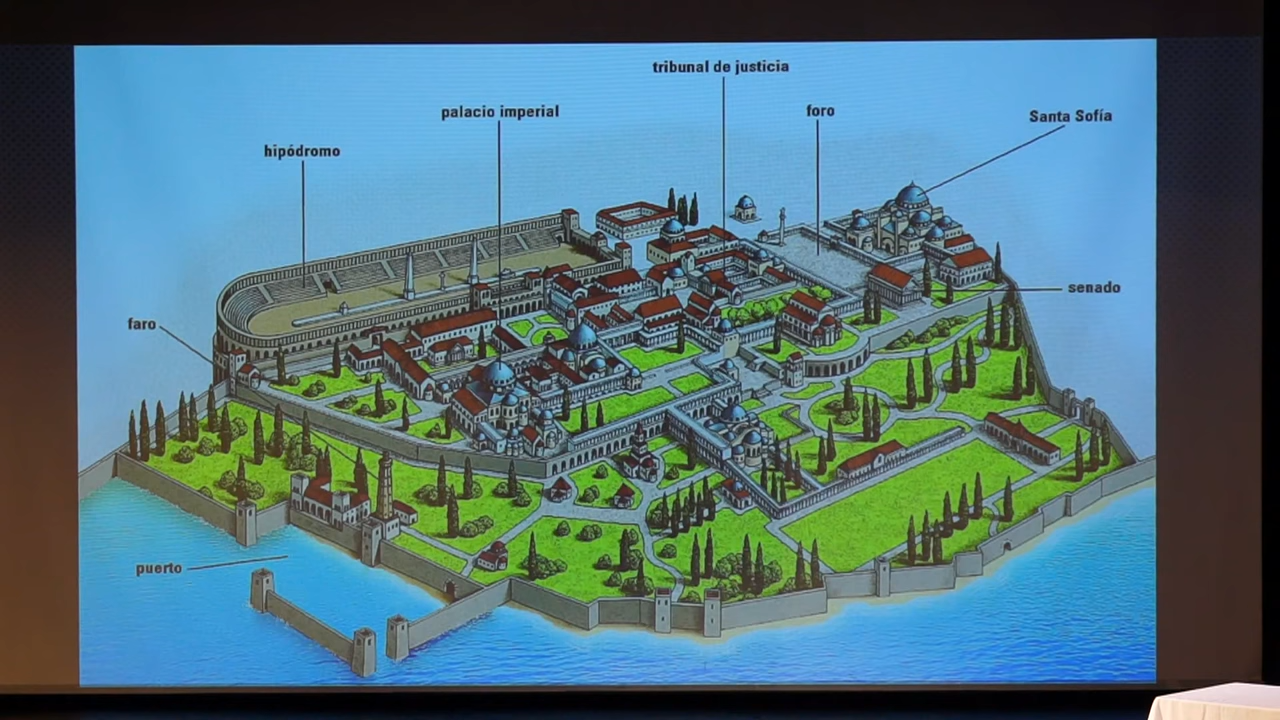 tribunal de justicia
palacio imperial
foro
Santa Sofía
hipódromo
senado
faro
puerto